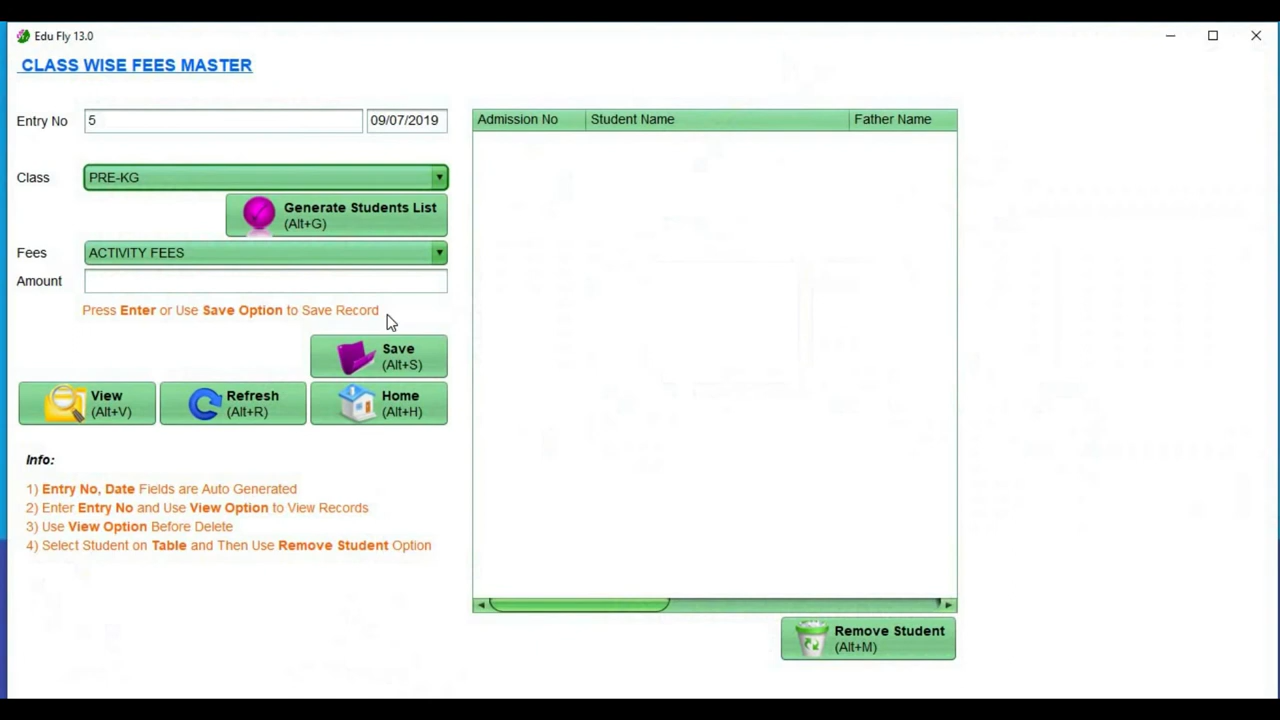 Edu Fly 13.0
CLASS WISE FEES MASTER
Entry No 5 09/07/2019
Class PRE-KG
Generate Students List
(Alt+G)
Fees ACTIVITY FEES
Amount
Press Enter or Use Save Option to Save Record
Save
(Alt+S)
View
(Alt+V)
Refresh
(Alt+R)
Home
(Alt+H)
Info:
1) Entry No, Date Fields are Auto Generated
2) Enter Entry No and Use View Option to View Records
3) Use View Option Before Delete
4) Select Student on Table and Then Use Remove Student Option
Admission No Student Name Father Name
Remove Student
(Alt+M)